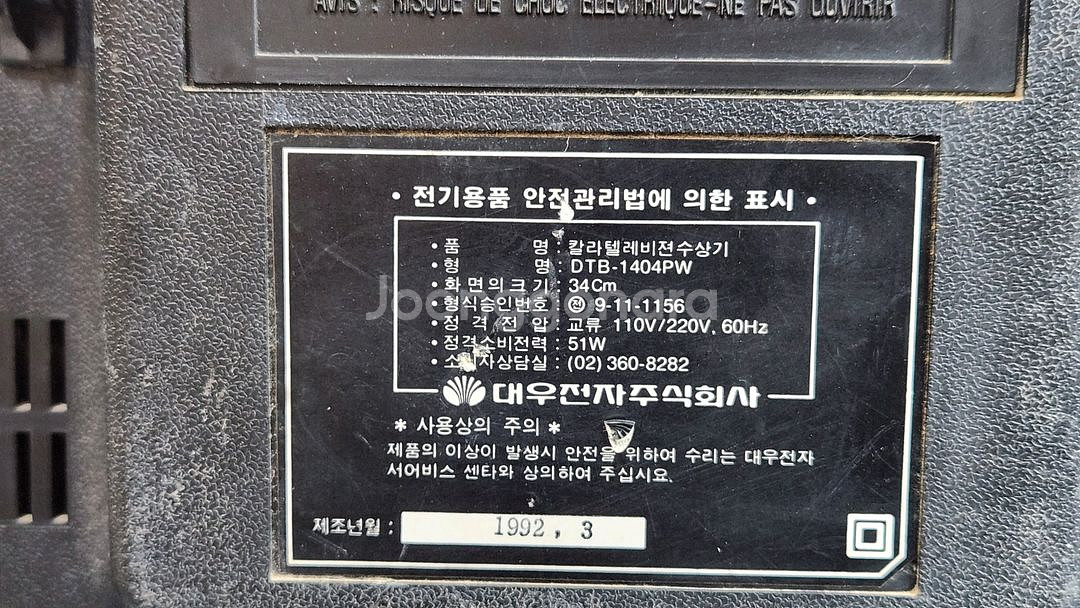 AVIS : RISQUE DE CHOC ELECTRIQUE-NE PAS OUVRIR
• 전기용품 안전관리법에 의한 표시 •
• 품 명 : 칼라텔레비젼수상기
• 형 명 : DTB-1404PW
• 화면의크기 : 34Cm
• 형식승인번호 : ㉄ 9-11-1156
• 정격전압 : 교류 110V/220V, 60Hz
• 정격소비전력 : 51W
• 소비자상담실 : (02) 360-8282
대우전자주식회사
* 사용상의 주의 *
제품의 이상이 발생시 안전을 위하여 수리는 대우전자
서어비스 센타와 상의하여 주십시요.
제조년월 : 1992, 3
Joonggonara